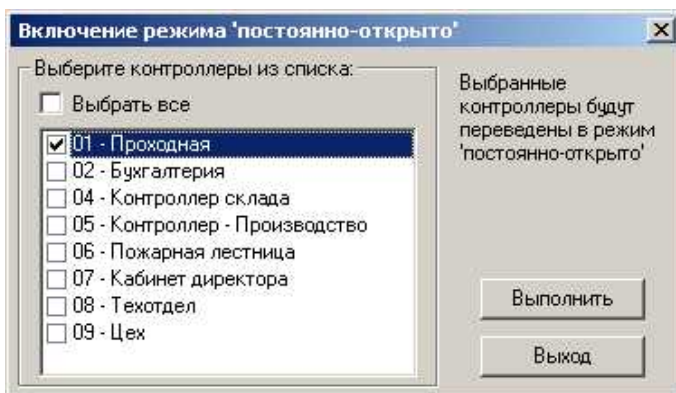 Включение режима 'постоянно-открыто'
Выберите контроллеры из списка:
Выбрать все
01 - Проходная
02 - Бухгалтерия
04 - Контроллер склада
05 - Контроллер - Производство
06 - Пожарная лестница
07 - Кабинет директора
08 - Техотдел
09 - Цех
Выбранные
контроллеры будут
переведены в режим
'постоянно-открыто'
Выполнить
Выход